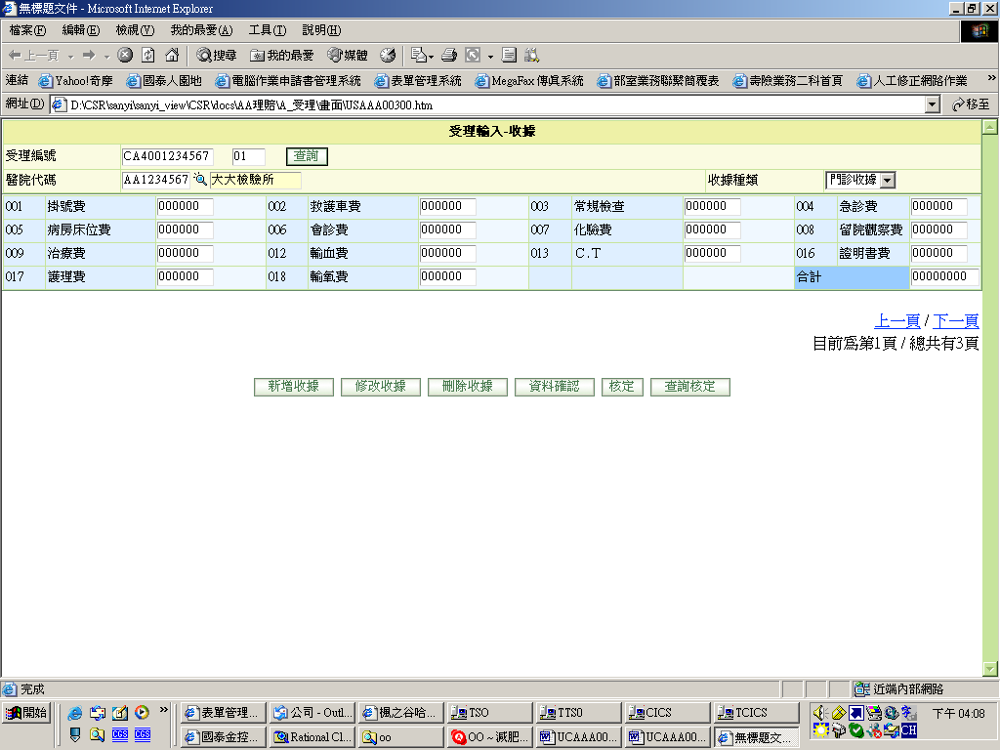 無標題文件 - Microsoft Internet Explorer
檔案(F) 編輯(E) 檢視(V) 我的最愛(A) 工具(T) 說明(H)
上一頁 搜尋 我的最愛 媒體
連結 Yahoo!奇摩 國泰人園地 電腦作業申請書管理系統 表單管理系統 MegaFax 傳真系統 部室業務聯繫簡覆表 壽險業務二科首頁 人工修正網路作業 »
網址(D) D:\CSR\sanyi\sanyi_view\CSR\docs\AA理賠\A_受理\畫面\USAAA00300.htm 移至
受理輸入-收據
受理編號 CA4001234567 01 查詢
醫院代碼 AA1234567 大大檢驗所 收據種類 門診收據
001 掛號費 000000 002 救護車費 000000 003 常規檢查 000000 004 急診費 000000
005 病房床位費 000000 006 會診費 000000 007 化驗費 000000 008 留院觀察費 000000
009 治療費 000000 012 輸血費 000000 013 C.T 000000 016 證明書費 000000
017 護理費 000000 018 輸氧費 000000 合計 00000000
上一頁 / 下一頁
目前為第1頁 / 總共有3頁
新增收據 修改收據 刪除收據 資料確認 核定 查詢核定
完成 近端內部網路
開始 » 表單管理... 公司 - Outl... 楓之谷哈... TSO TTS0 CICS TCICS 下午 04:08
CGS CGS 國泰金控... Rational Cl... oo OO ~ 減肥... UCAAA00... UCAAA00... 無標題文... CH